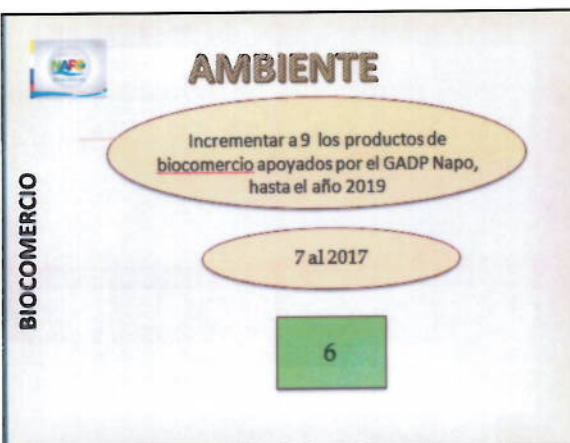 NAPO
AMBIENTE
Incrementar a 9 los productos de
biocomercio apoyados por el GADP Napo,
hasta el año 2019
BIOCOMERCIO
7 al 2017
6